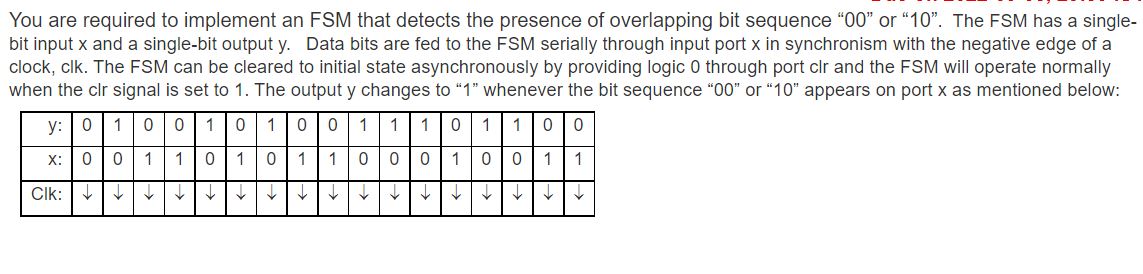 You are required to implement an FSM that detects the presence of overlapping bit sequence “00” or “10”. The FSM has a single-
bit input x and a single-bit output y. Data bits are fed to the FSM serially through input port x in synchronism with the negative edge of a
clock, clk. The FSM can be cleared to initial state asynchronously by providing logic 0 through port clr and the FSM will operate normally
when the clr signal is set to 1. The output y changes to “1” whenever the bit sequence “00” or “10” appears on port x as mentioned below:
y: 0 1 0 0 1 0 1 0 0 1 1 1 0 1 1 0 0
x: 0 0 1 1 0 1 0 1 1 0 0 0 1 0 0 1 1
Clk: ↓ ↓ ↓ ↓ ↓ ↓ ↓ ↓ ↓ ↓ ↓ ↓ ↓ ↓ ↓ ↓ ↓